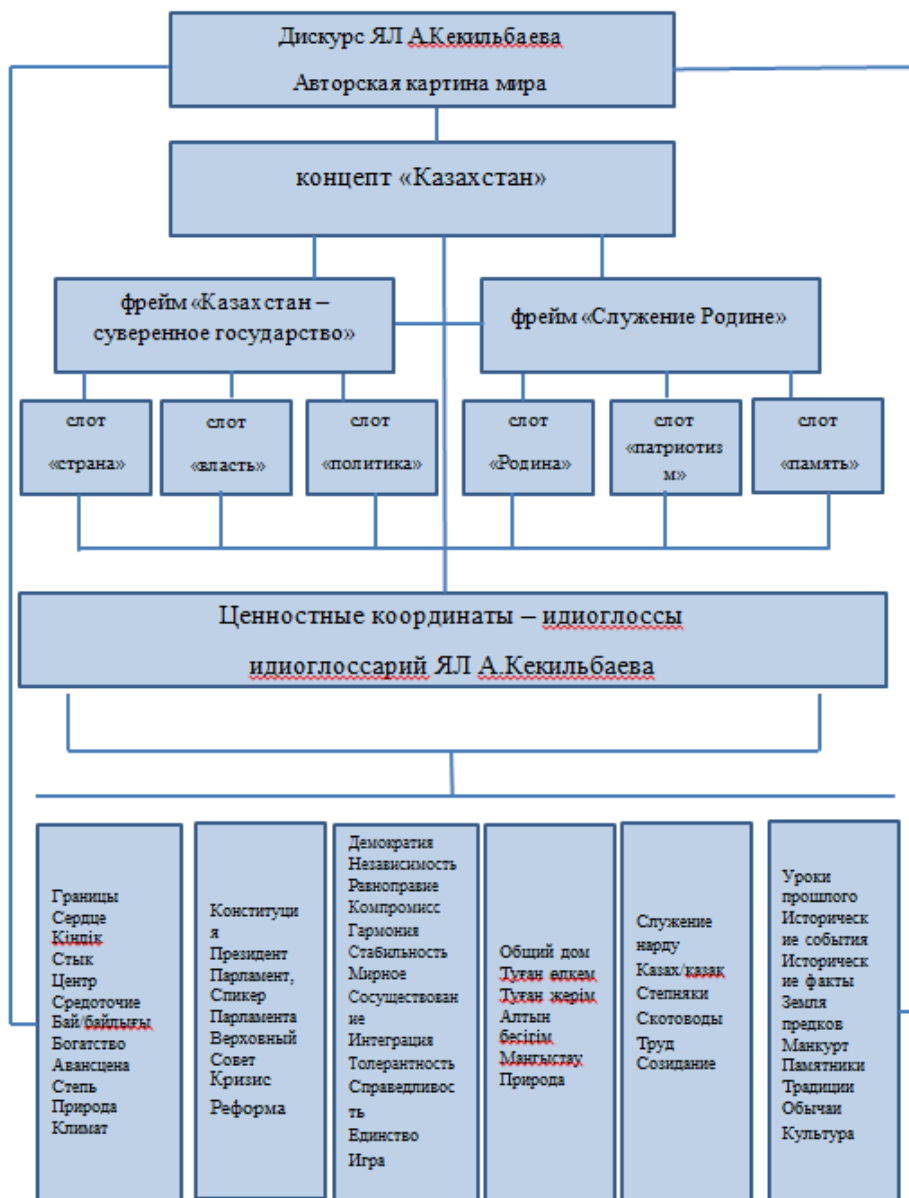 Дискурс ЯЛ А.Кекильбаева
Авторская картина мира
концепт «Казахстан»
фрейм «Казахстан –
суверенное государство»
фрейм «Служение Родине»
слот
«страна»
слот
«власть»
слот
«политика»
слот
«Родина»
слот
«патриотиз
м»
слот
«память»
Ценностные координаты – идиоглоссы
идиоглоссарий ЯЛ А.Кекильбаева
Границы
Сердце
Кіндік
Стык
Центр
Средоточие
Бай/байлығы
Богатство
Авансцена
Степь
Природа
Климат
Конституци
я
Президент
Парламент,
Спикер
Парламента
Верховный
Совет
Кризис
Реформа
Демократия
Независимость
Равноправие
Компромисс
Гармония
Стабильность
Мирное
Сосуществован
ие
Интеграция
Толерантность
Справедливос
ть
Единство
Игра
Общий дом
Туған өлкем
Туған жерім
Алтын
бесігім
Мангыстау
Природа
Служение
нарду
Казах/қазақ
Степняки
Скотоводы
Труд
Созидание
Уроки
прошлого
Историческ
ие события
Историческ
ие факты
Земля
предков
Манкурт
Памятники
Традиции
Обычаи
Культура